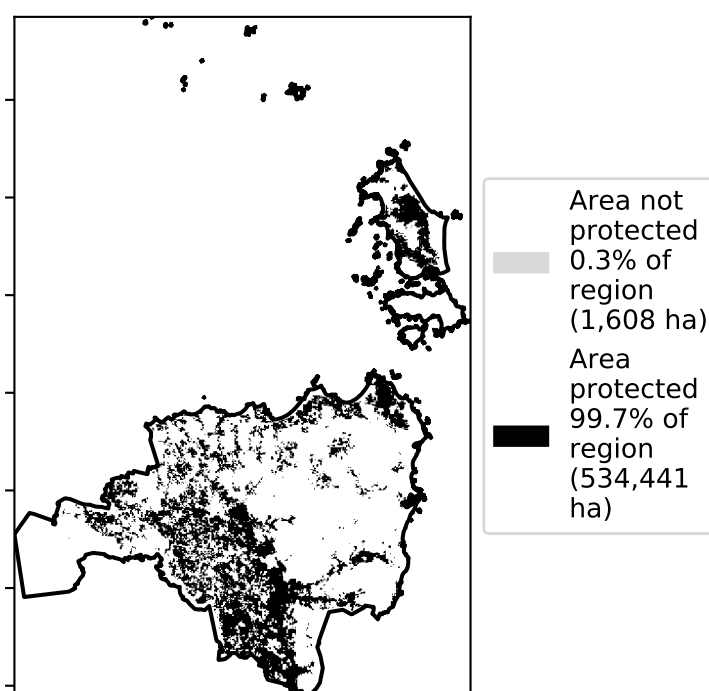 Area not
protected
0.3% of
region
(1,608 ha)
Area
protected
99.7% of
region
(534,441
ha)